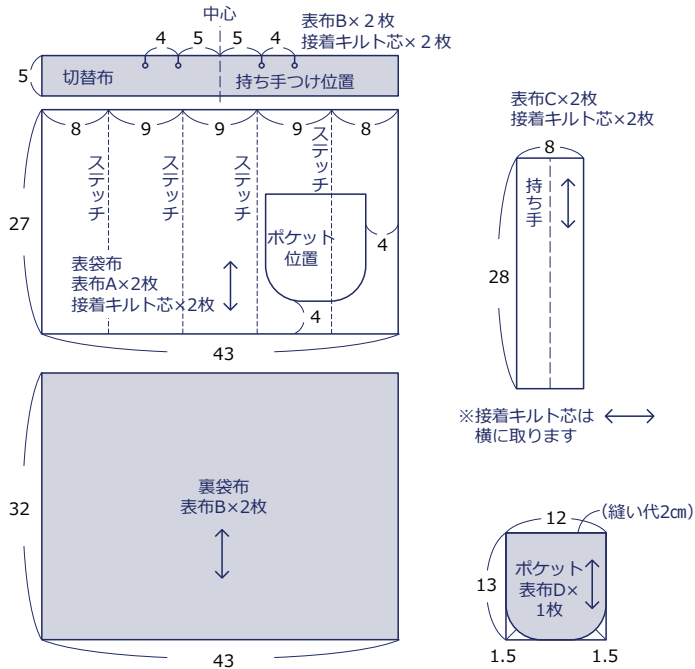 中心
表布B×２枚
接着キルト芯×２枚
4
5
5
4
5
切替布
持ち手つけ位置
8
9
9
9
8
ステッチ
ステッチ
ステッチ
ステッチ
27
ポケット
位置
4
表袋布
表布A×2枚
接着キルト芯×2枚
4
43
表布C×2枚
接着キルト芯×2枚
8
持ち手
28
※接着キルト芯は
横に取ります
32
裏袋布
表布B×2枚
43
(縫い代2㎝)
12
13
ポケット
表布D×
1枚
1.5
1.5